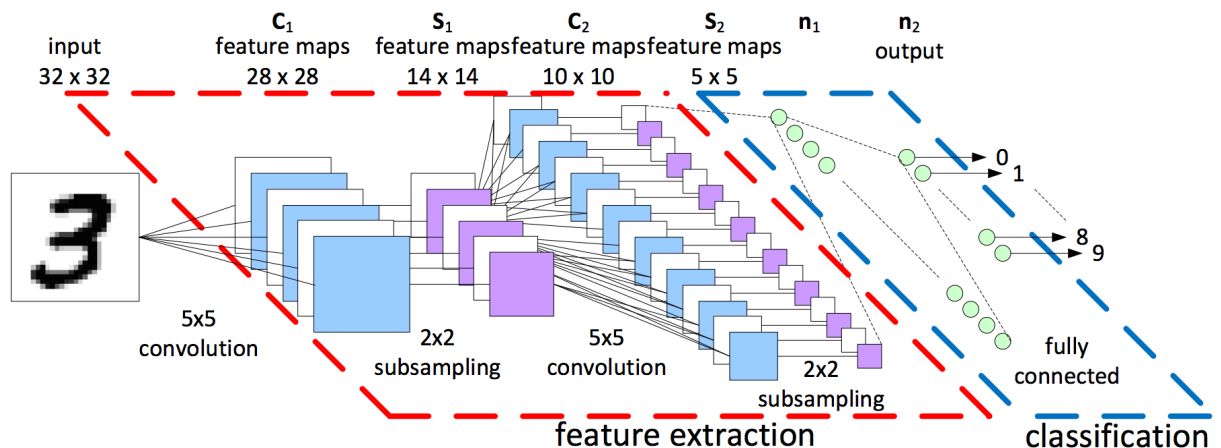 C1 S1 C2 S2 n1 n2
input feature maps feature maps feature maps feature maps output
32 x 32 28 x 28 14 x 14 10 x 10 5 x 5
0
1
8
9
5x5
convolution
2x2
subsampling
5x5
convolution
2x2
subsampling
fully
connected
feature extraction
classification